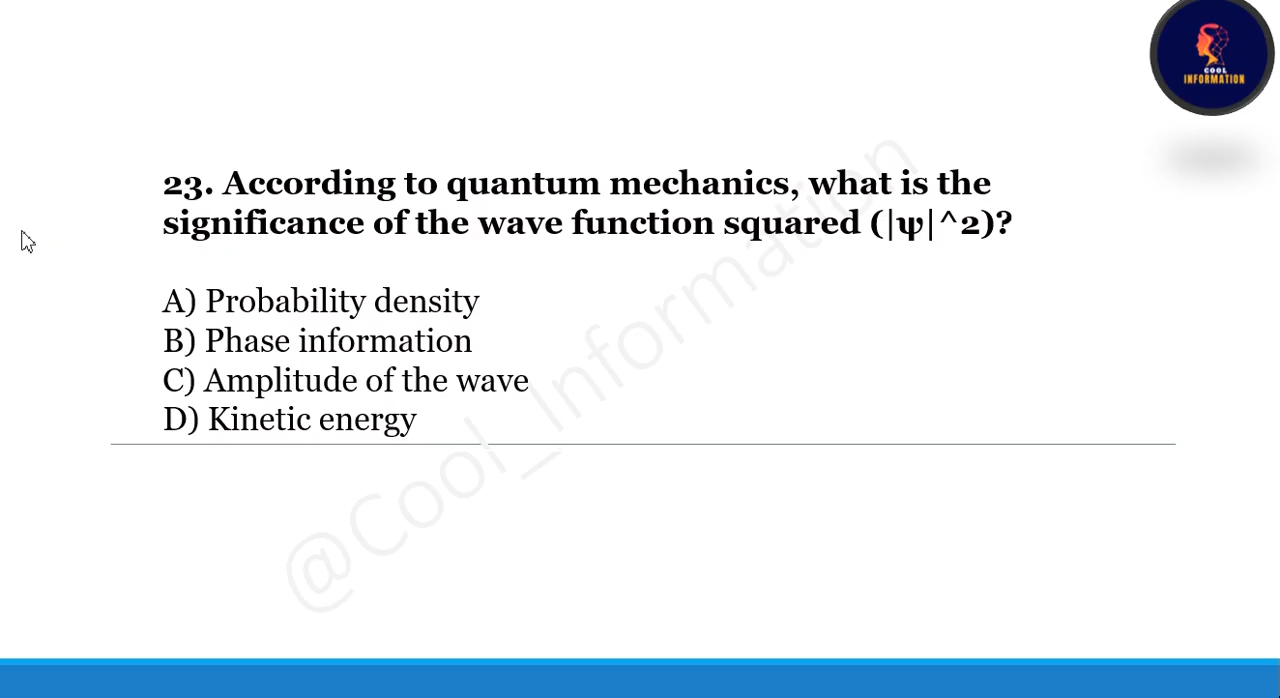 COOL
INFORMATION
23. According to quantum mechanics, what is the
significance of the wave function squared (|ψ|^2)?
A) Probability density
B) Phase information
C) Amplitude of the wave
D) Kinetic energy
@Cool_Information